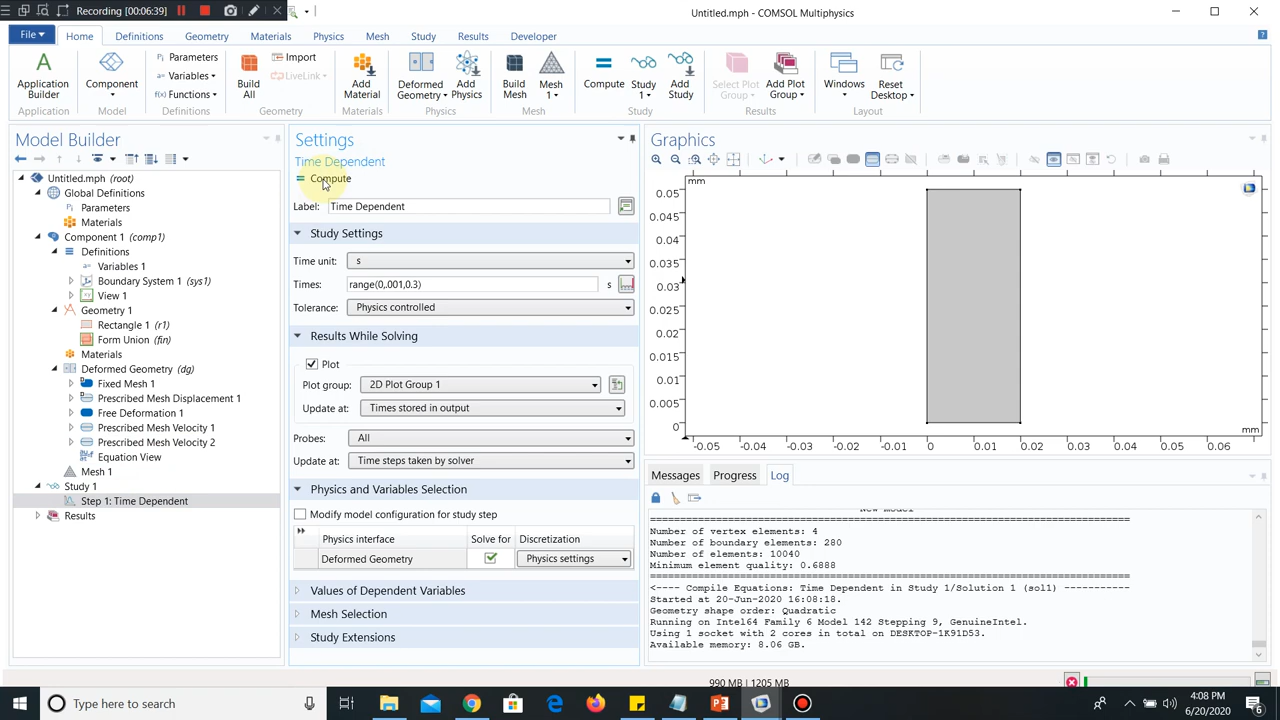 Recording [00:06:39]
Untitled.mph - COMSOL Multiphysics
File
Home
Definitions
Geometry
Materials
Physics
Mesh
Study
Results
Developer
Application Builder
Application
Component
Model
Parameters
Variables
Functions
Definitions
Build All
Import
LiveLink
Geometry
Add Material
Materials
Deformed Geometry
Add Physics
Physics
Build Mesh
Mesh 1
Mesh
Compute
Study 1
Add Study
Study
Select Plot Group
Add Plot Group
Results
Windows
Reset Desktop
Layout
Model Builder
Untitled.mph (root)
Global Definitions
Parameters
Materials
Component 1 (comp1)
Definitions
Variables 1
Boundary System 1 (sys1)
View 1
Geometry 1
Rectangle 1 (r1)
Form Union (fin)
Materials
Deformed Geometry (dg)
Fixed Mesh 1
Prescribed Mesh Displacement 1
Free Deformation 1
Prescribed Mesh Velocity 1
Prescribed Mesh Velocity 2
Equation View
Mesh 1
Study 1
Step 1: Time Dependent
Results
Settings
Time Dependent
Compute
Label: Time Dependent
Study Settings
Time unit: s
Times: range(0,.001,0.3) s
Tolerance: Physics controlled
Results While Solving
Plot
Plot group: 2D Plot Group 1
Update at: Times stored in output
Probes: All
Update at: Time steps taken by solver
Physics and Variables Selection
Modify model configuration for study step
Physics interface Solve for Discretization
Deformed Geometry Physics settings
Values of Dependent Variables
Mesh Selection
Study Extensions
Graphics
mm
0.05
0.045
0.04
0.035
0.03
0.025
0.02
0.015
0.01
0.005
0
-0.05 -0.04 -0.03 -0.02 -0.01 0 0.01 0.02 0.03 0.04 0.05 0.06
mm
Messages Progress Log
New model
Number of vertex elements: 4
Number of boundary elements: 280
Number of elements: 10040
Minimum element quality: 0.6888
<---- Compile Equations: Time Dependent in Study 1/Solution 1 (sol1) -----------
Started at 20-Jun-2020 16:08:18.
Geometry shape order: Quadratic
Running on Intel64 Family 6 Model 142 Stepping 9, GenuineIntel.
Using 1 socket with 2 cores in total on DESKTOP-1K91D53.
Available memory: 8.06 GB.
990 MB | 1205 MB
Type here to search
4:08 PM
6/20/2020
6